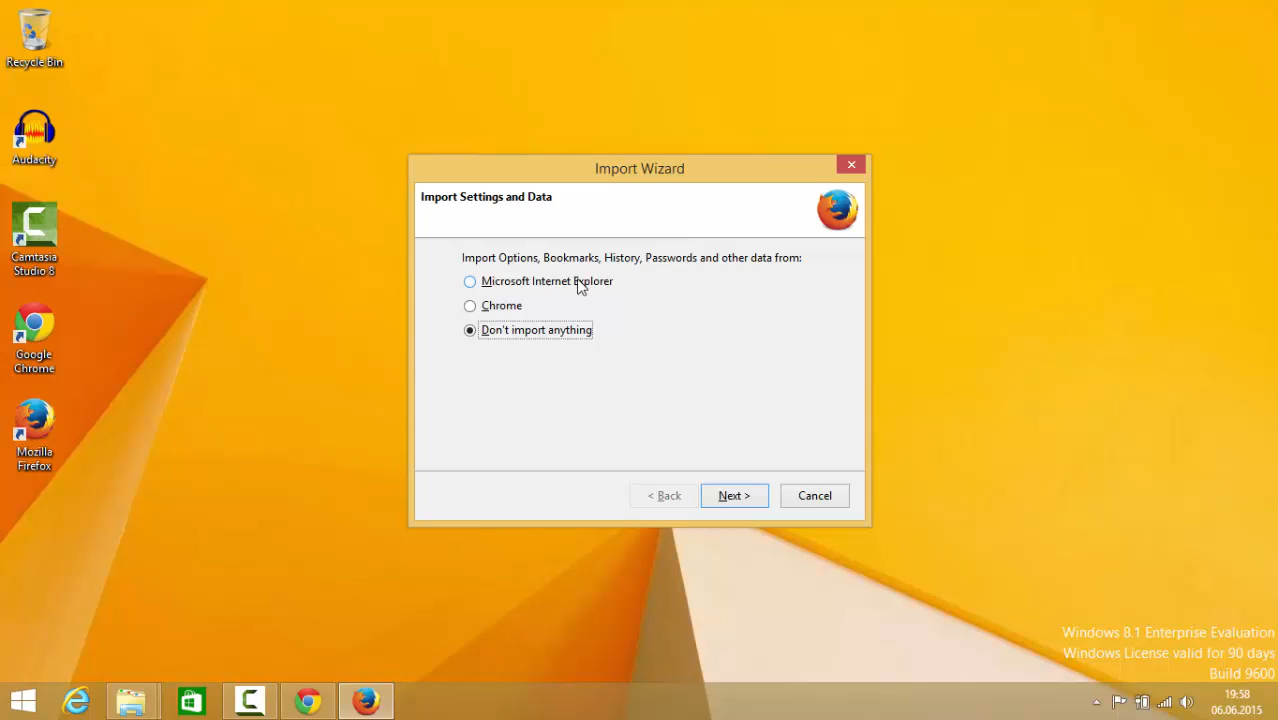 Recycle Bin
Audacity
Camtasia
Studio 8
Google
Chrome
Mozilla
Firefox
Import Wizard
Import Settings and Data
Import Options, Bookmarks, History, Passwords and other data from:
Microsoft Internet Explorer
Chrome
Don't import anything
< Back
Next >
Cancel
Windows 8.1 Enterprise Evaluation
Windows License valid for 90 days
Build 9600
19:58
06.06.2015